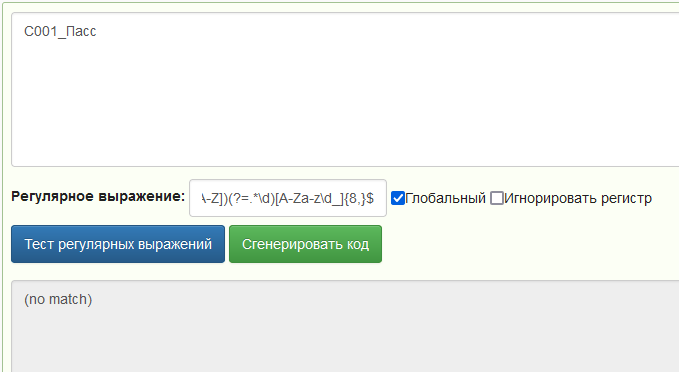 C001_Пасс
Регулярное выражение: \-Z])(?=.*\d)[A-Za-z\d_]{8,}$ Глобальный Игнорировать регистр
Тест регулярных выражений Сгенерировать код
(no match)